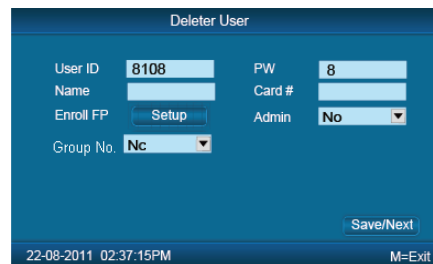 Deleter User
User ID 8108 PW 8
Name Card #
Enroll FP Setup Admin No
Group No. Nc
Save/Next
22-08-2011 02:37:15PM M=Exit